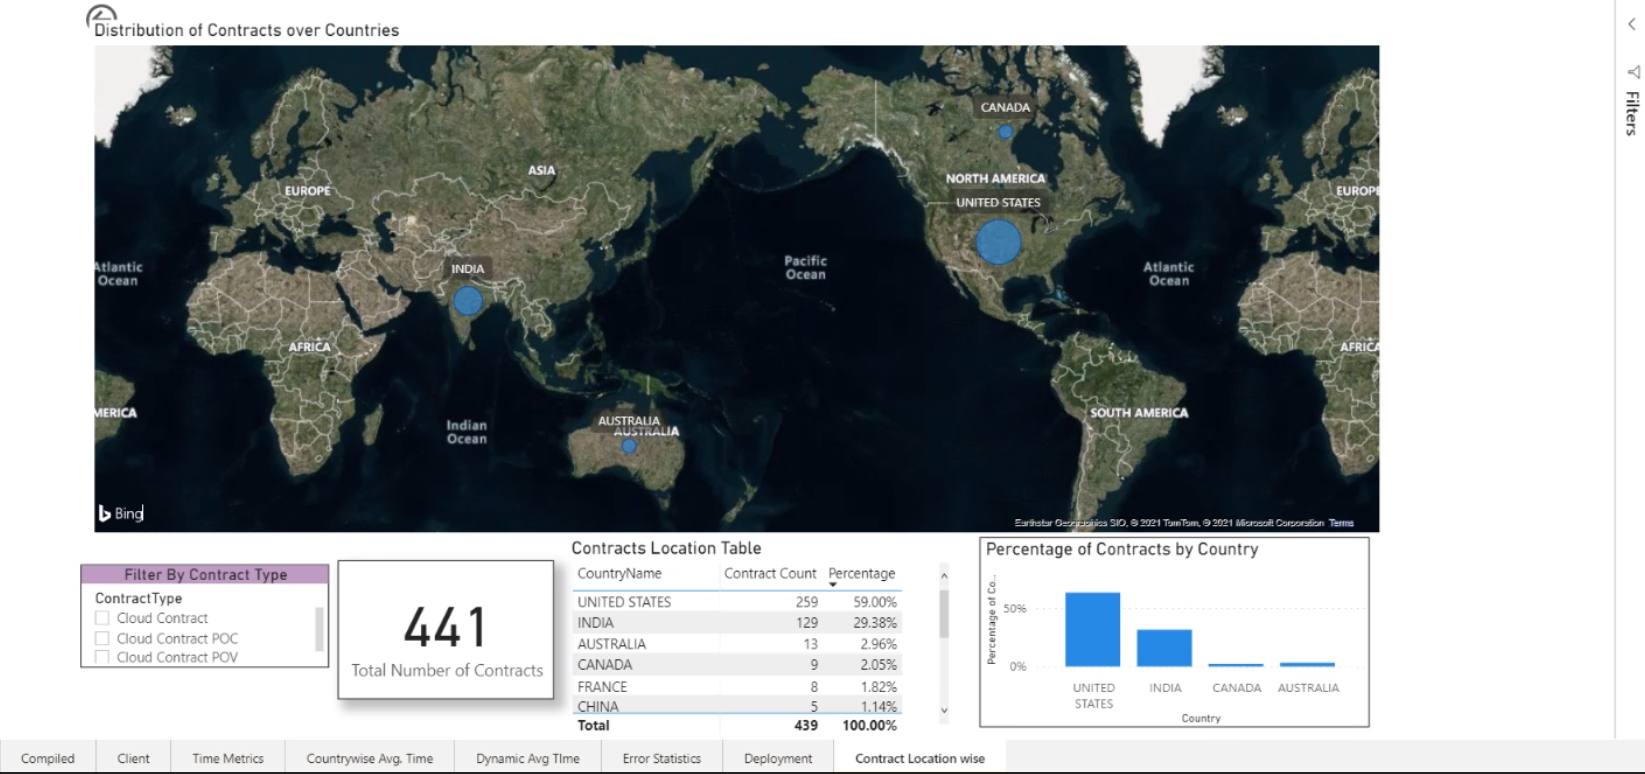 Distribution of Contracts over Countries
CANADA
ASIA
NORTH AMERICA
EUROPE
EUROPE
UNITED STATES
Pacific
Ocean
Atlantic
Ocean
INDIA
Atlantic
Ocean
AFRICA
AFRICA
MERICA
SOUTH AMERICA
AUSTRALIA
AUSTRALIA
Indian
Ocean
Bing
Earthstar Geographics SIO, © 2021 TomTom, © 2021 Microsoft Corporation Terms
Filter By Contract Type
ContractType
Cloud Contract
Cloud Contract POC
Cloud Contract POV
441
Total Number of Contracts
Contracts Location Table
CountryName Contract Count Percentage
UNITED STATES 259 59.00%
INDIA 129 29.38%
AUSTRALIA 13 2.96%
CANADA 9 2.05%
FRANCE 8 1.82%
CHINA 5 1.14%
Total 439 100.00%
Percentage of Contracts by Country
Percentage of Co...
50%
0%
UNITED STATES
INDIA
CANADA
AUSTRALIA
Country
Filters
Compiled Client Time Metrics Countrywise Avg. Time Dynamic Avg TIme Error Statistics Deployment Contract Location wise